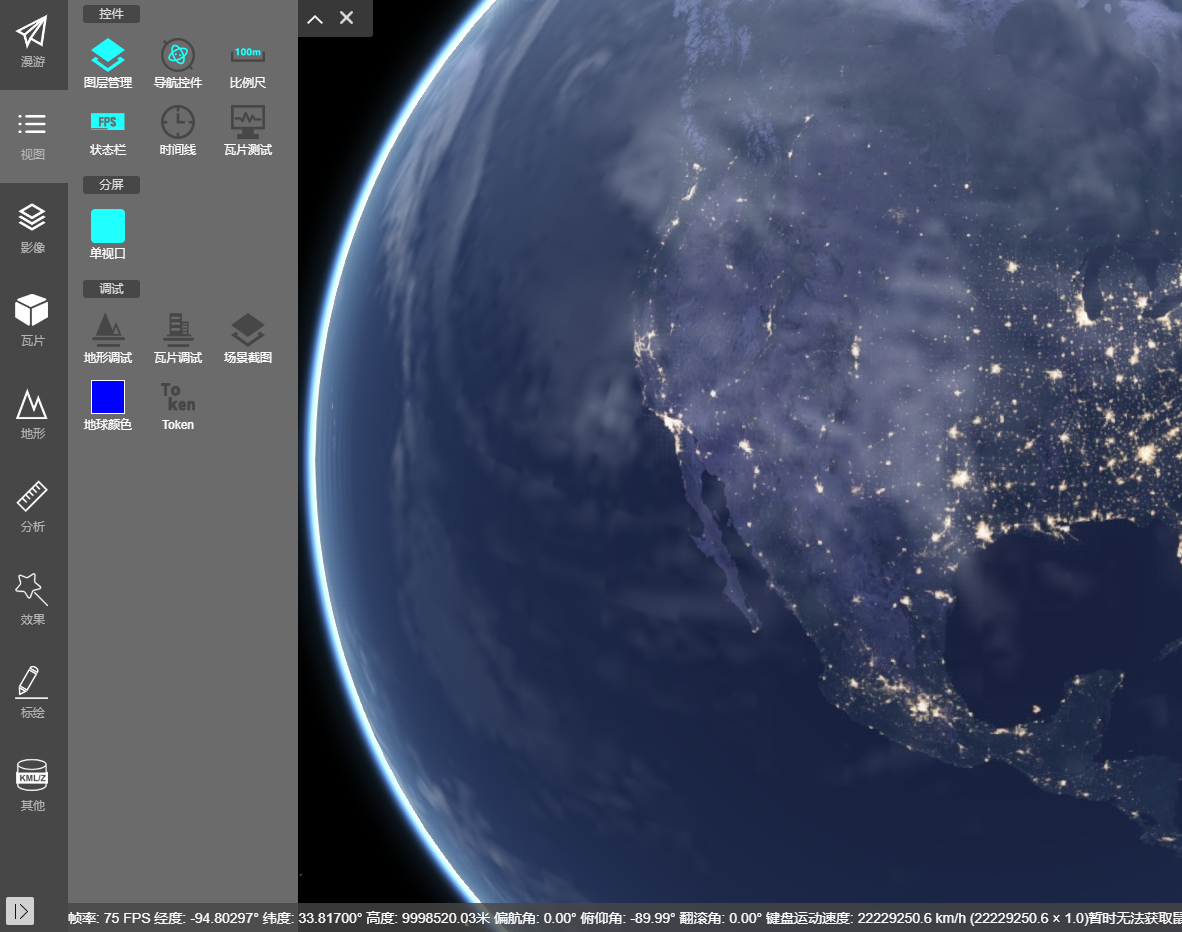 漫游
视图
影像
瓦片
地形
分析
效果
标绘
KML/Z
其他
控件
图层管理
导航控件
100m
比例尺
FPS
状态栏
时间线
瓦片测试
分屏
单视口
调试
地形调试
瓦片调试
场景截图
地球颜色
To
ken
Token
帧率: 75 FPS 经度: -94.80297° 纬度: 33.81700° 高度: 9998520.03米 偏航角: 0.00° 俯仰角: -89.99° 翻滚角: 0.00° 键盘运动速度: 22229250.6 km/h (22229250.6 × 1.0)暂时无法获取鼠